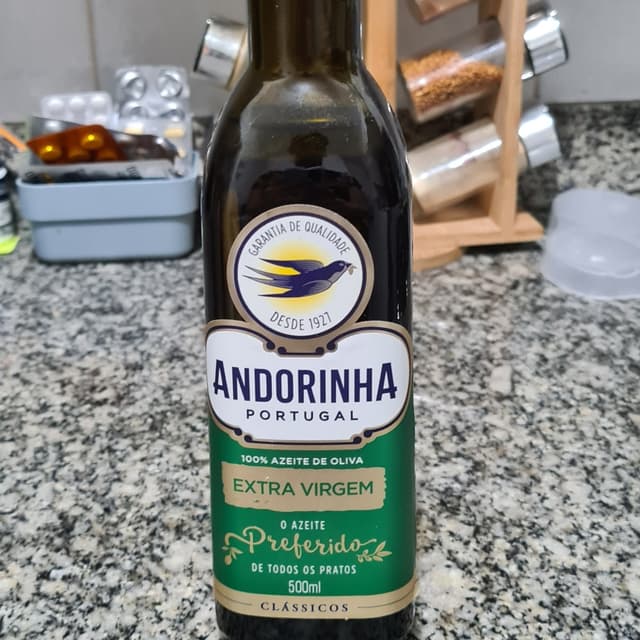 GARANTIA DE QUALIDADE
DESDE 1927
ANDORINHA
PORTUGAL
100% AZEITE DE OLIVA
EXTRA VIRGEM
O AZEITE
Preferido
DE TODOS OS PRATOS
500ml
CLÁSSICOS